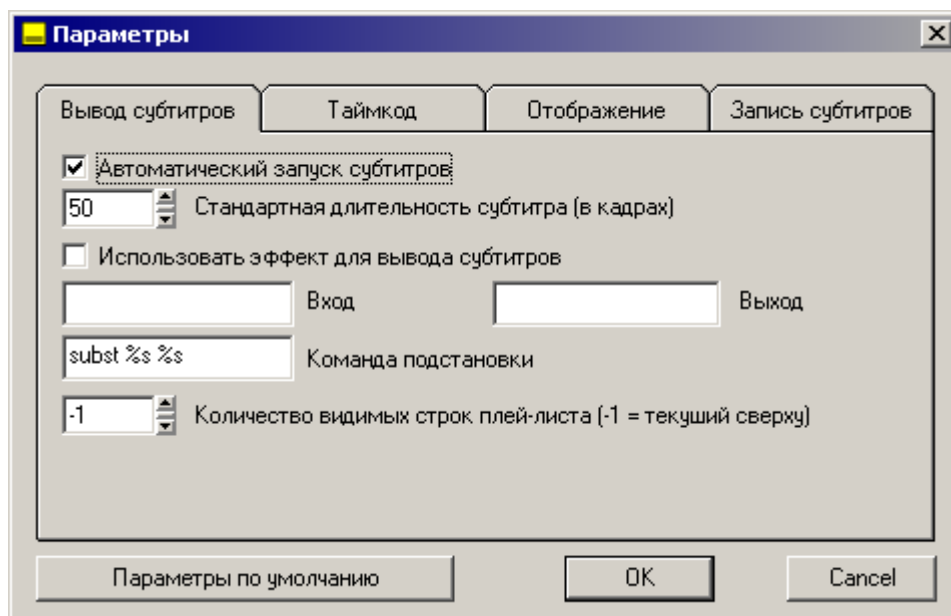 Параметры
Вывод субтитров Таймкод Отображение Запись субтитров
Автоматический запуск субтитров
50 Стандартная длительность субтитра (в кадрах)
Использовать эффект для вывода субтитров
Вход Выход
subst %s %s Команда подстановки
-1 Количество видимых строк плей-листа (-1 = текуший сверху)
Параметры по умолчанию OK Cancel